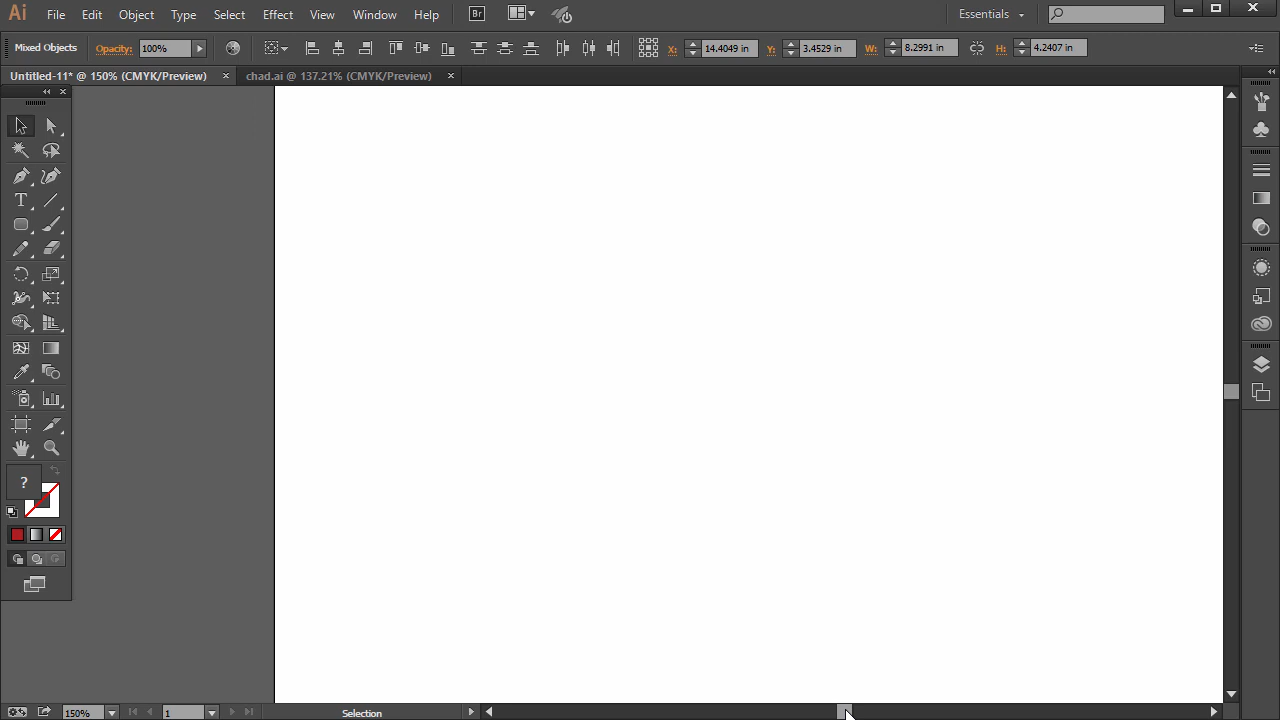 Ai File Edit Object Type Select Effect View Window Help Br Essentials
Mixed Objects Opacity: 100% X: 14.4049 in Y: 3.4529 in W: 8.2991 in H: 4.2407 in
Untitled-11* @ 150% (CMYK/Preview) × chad.ai @ 137.21% (CMYK/Preview) ×
T
?
150% 1 Selection